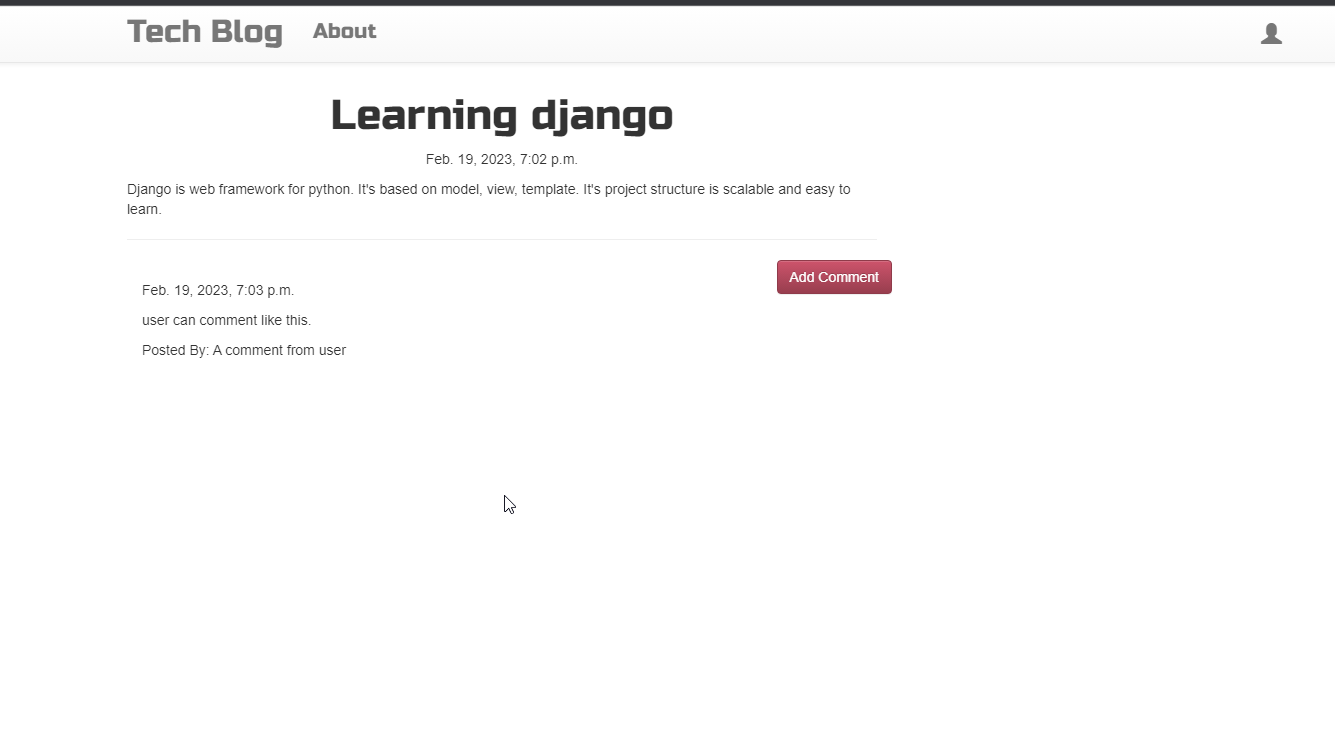 Tech Blog About
Learning django
Feb. 19, 2023, 7:02 p.m.
Django is web framework for python. It's based on model, view, template. It's project structure is scalable and easy to
learn.
Add Comment
Feb. 19, 2023, 7:03 p.m.
user can comment like this.
Posted By: A comment from user